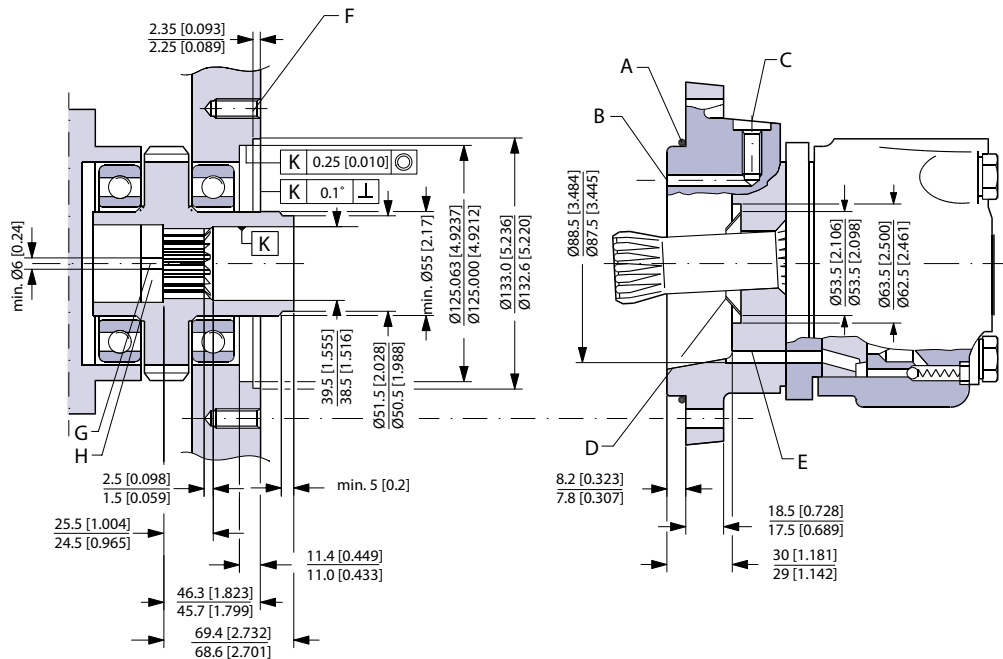 2.35 [0.093]
2.25 [0.089]
F
K 0.25 [0.010]
K 0.1°
K
min. Ø6 [0.24]
39.5 [1.555]
38.5 [1.516]
Ø51.5 [2.028]
Ø50.5 [1.988]
min. Ø55 [2.17]
Ø125.063 [4.9237]
Ø125.000 [4.9212]
Ø133.0 [5.236]
Ø132.6 [5.220]
G
H
2.5 [0.098]
1.5 [0.059]
min. 5 [0.2]
25.5 [1.004]
24.5 [0.965]
11.4 [0.449]
11.0 [0.433]
46.3 [1.823]
45.7 [1.799]
69.4 [2.732]
68.6 [2.701]
A
B
C
Ø88.5 [3.484]
Ø87.5 [3.445]
Ø53.5 [2.106]
Ø53.5 [2.098]
Ø63.5 [2.500]
Ø62.5 [2.461]
D
E
8.2 [0.323]
7.8 [0.307]
18.5 [0.728]
17.5 [0.689]
30 [1.181]
29 [1.142]